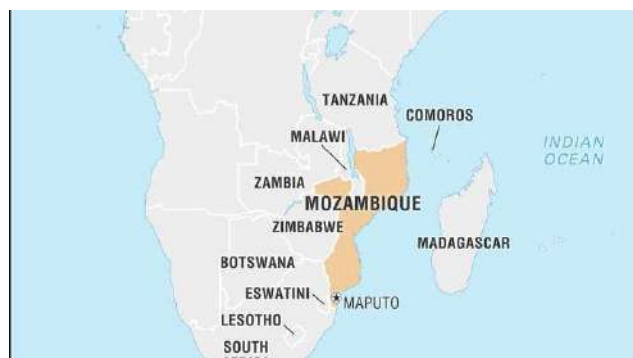 TANZANIA
COMOROS
MALAWI
INDIAN
OCEAN
ZAMBIA
MOZAMBIQUE
ZIMBABWE
MADAGASCAR
BOTSWANA
ESWATINI
MAPUTO
LESOTHO
SOUTH